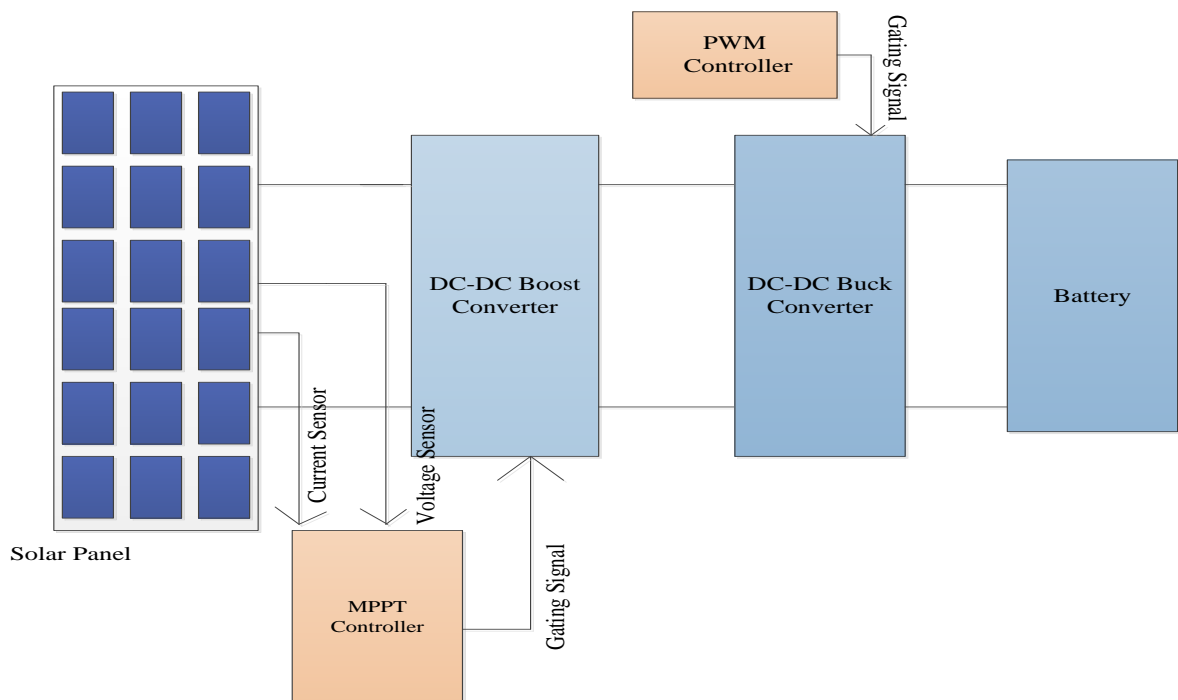 PWM
Controller
Gating Signal
DC-DC Boost
Converter
DC-DC Buck
Converter
Battery
Current Sensor
Voltage Sensor
Solar Panel
MPPT
Controller
Gating Signal